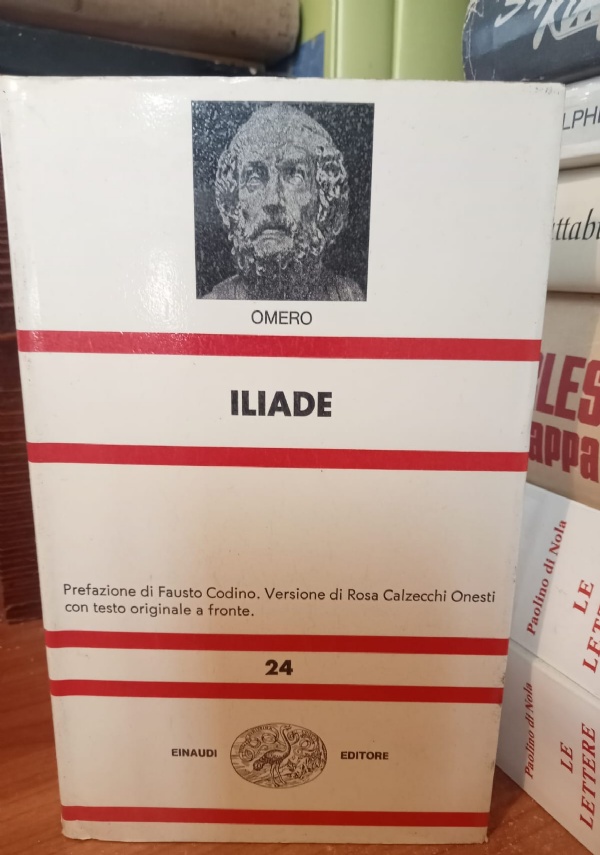 OMERO
ILIADE
Prefazione di Fausto Codino. Versione di Rosa Calzecchi Onesti
con testo originale a fronte.
24
EINAUDI EDITORE
Paolino di Nola
LE
LETTERE
Paolino di Nola
LE
LETTERE